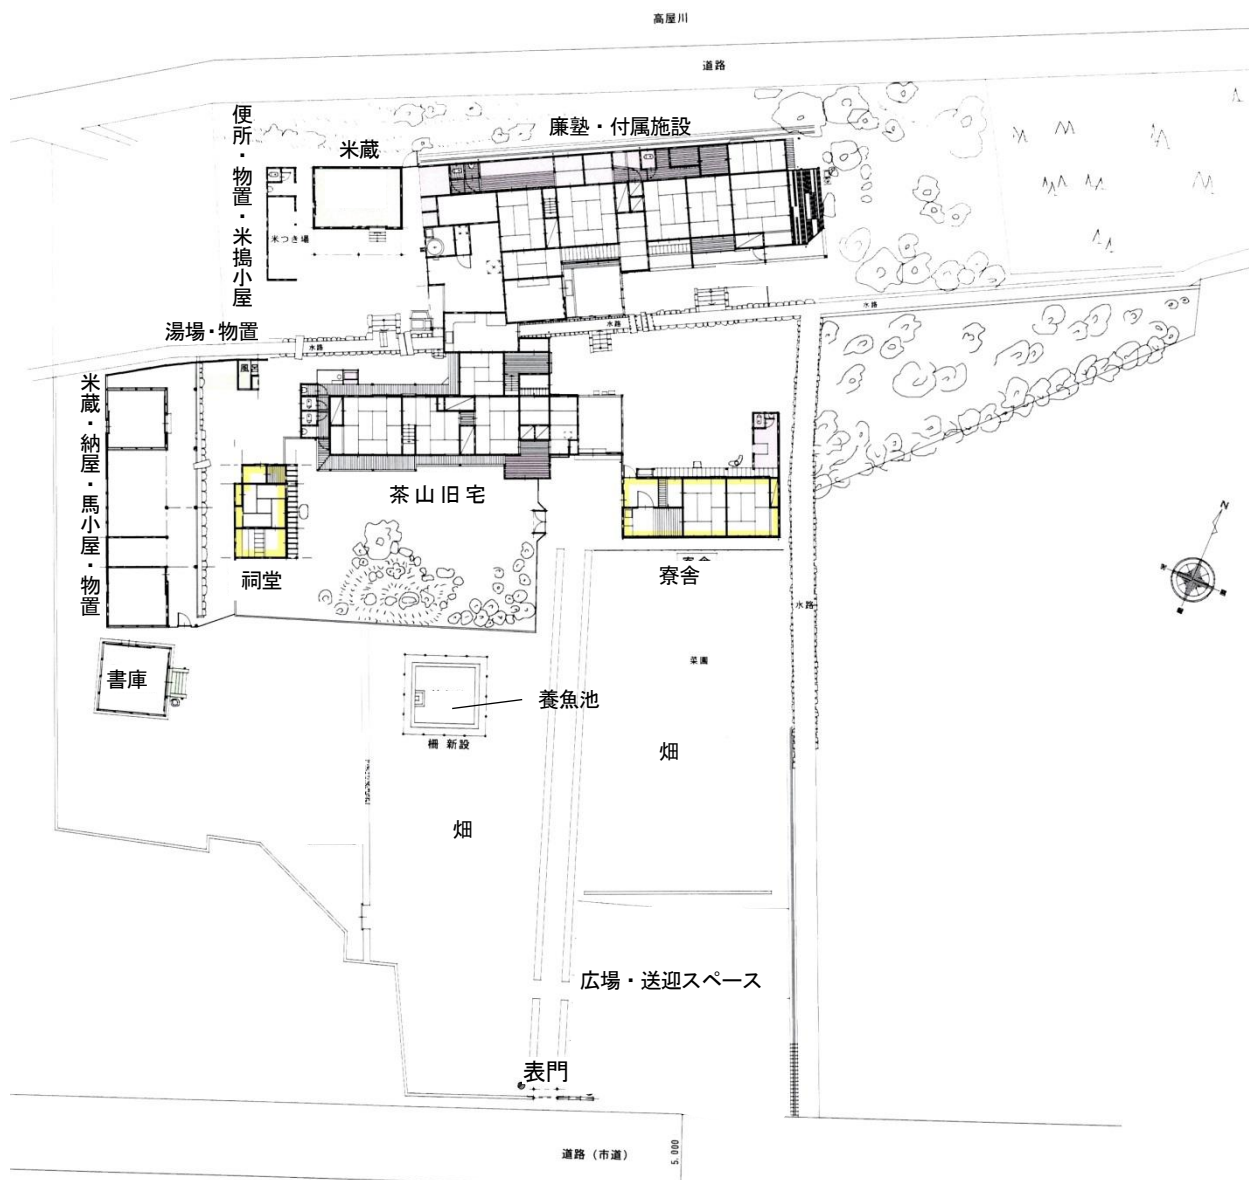 高屋川
道路
便所・物置・米搗小屋
米蔵
廉塾・付属施設
米つき場
水路
湯場・物置
水路
水路
風呂
米蔵・納屋・馬小屋・物置
茶山旧宅
祠堂
寮舎
N
水路
書庫
菜園
養魚池
柵 新設
畑
畑
広場・送迎スペース
表門
道路(市道)
5.000